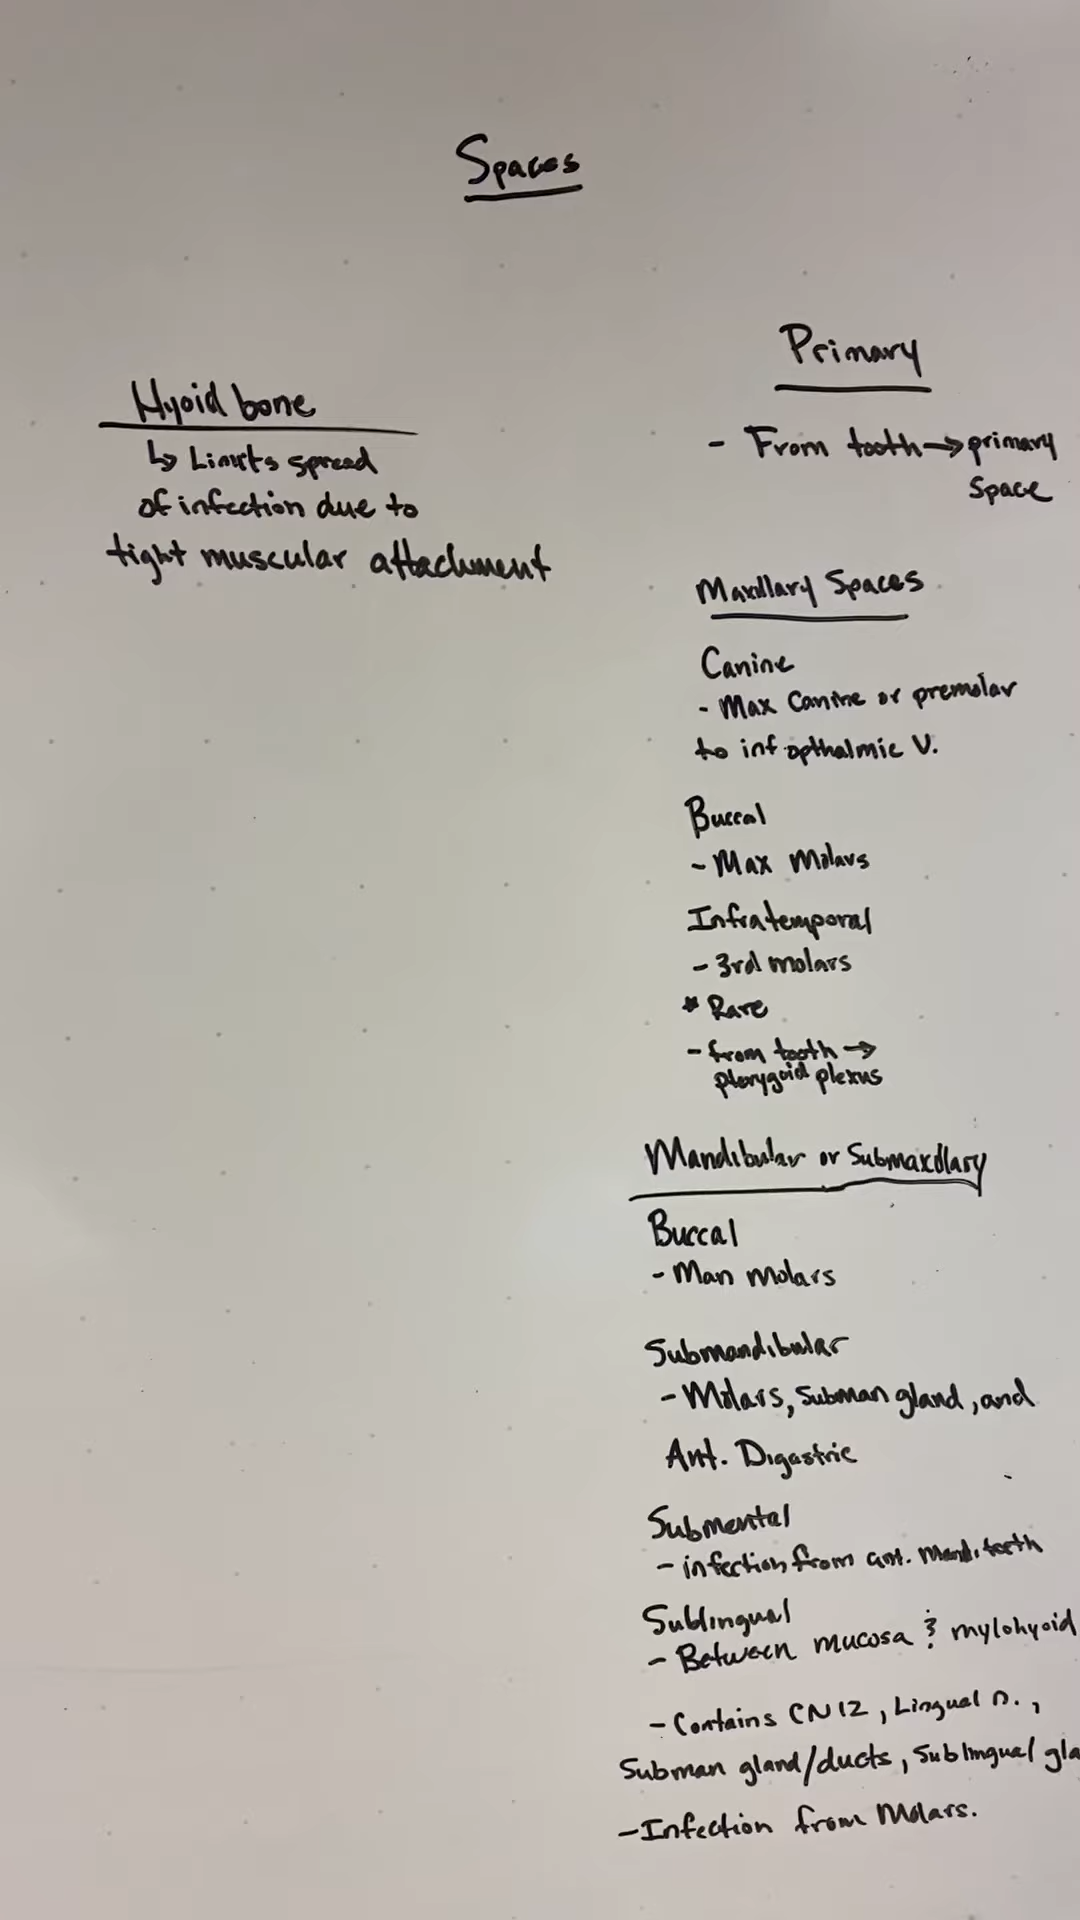 Spaces
Hyoid bone
↳ Limits spread
of infection due to
tight muscular attachment
Primary
- From tooth → primary
space
Maxillary Spaces
Canine
- Max Canine or premolar
to inf opthalmic V.
Buccal
- Max Molars
Infratemporal
- 3rd molars
* Rare
- from tooth →
pterygoid plexus
Mandibular or Submaxillary
Buccal
- Man molars
Submandibular
- Molars, Subman gland, and
Ant. Digastric
Submental
- infection from ant. Mand. teeth
Sublingual
- Between mucosa & mylohyoid
- Contains CN 12, Lingual n.,
Subman gland/ducts, Sublingual gla
- Infection from Molars.